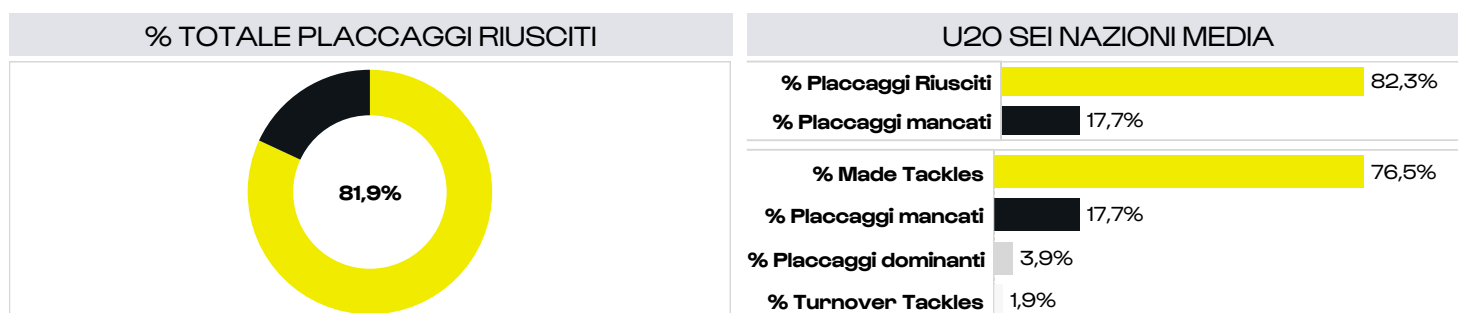 % TOTALE PLACCAGGI RIUSCITI
81,9%
U20 SEI NAZIONI MEDIA
% Placcaggi Riusciti 82,3%
% Placcaggi mancati 17,7%
% Made Tackles 76,5%
% Placcaggi mancati 17,7%
% Placcaggi dominanti 3,9%
% Turnover Tackles 1,9%